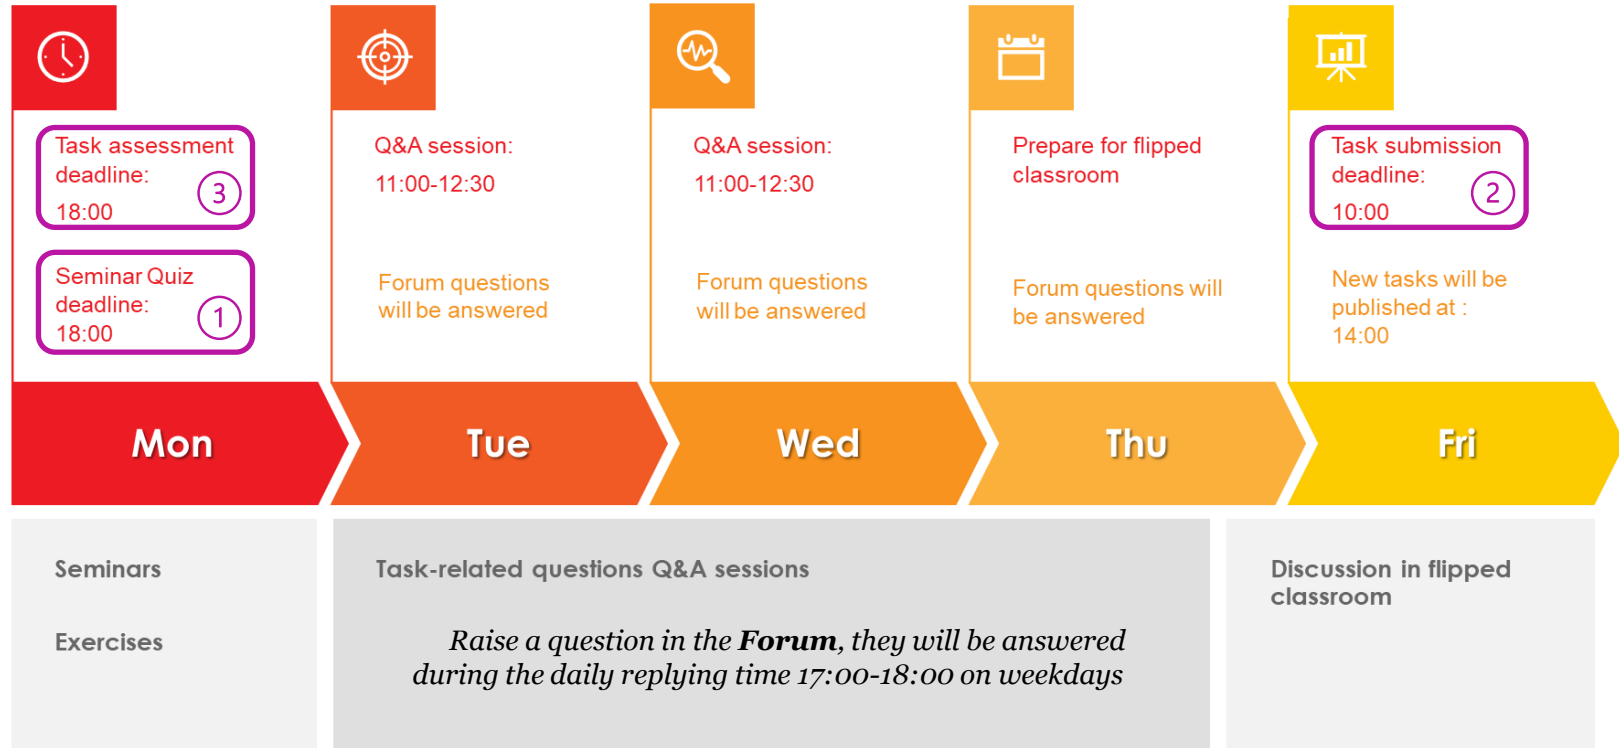 Task assessment
deadline:
18:00
3
Seminar Quiz
deadline:
18:00
1
Q&A session:
11:00-12:30
Forum questions
will be answered
Q&A session:
11:00-12:30
Forum questions
will be answered
Prepare for flipped
classroom
Forum questions will
be answered
Task submission
deadline:
10:00
2
New tasks will be
published at :
14:00
Mon
Tue
Wed
Thu
Fri
Seminars
Exercises
Task-related questions Q&A sessions
Raise a question in the Forum, they will be answered
during the daily replying time 17:00-18:00 on weekdays
Discussion in flipped
classroom